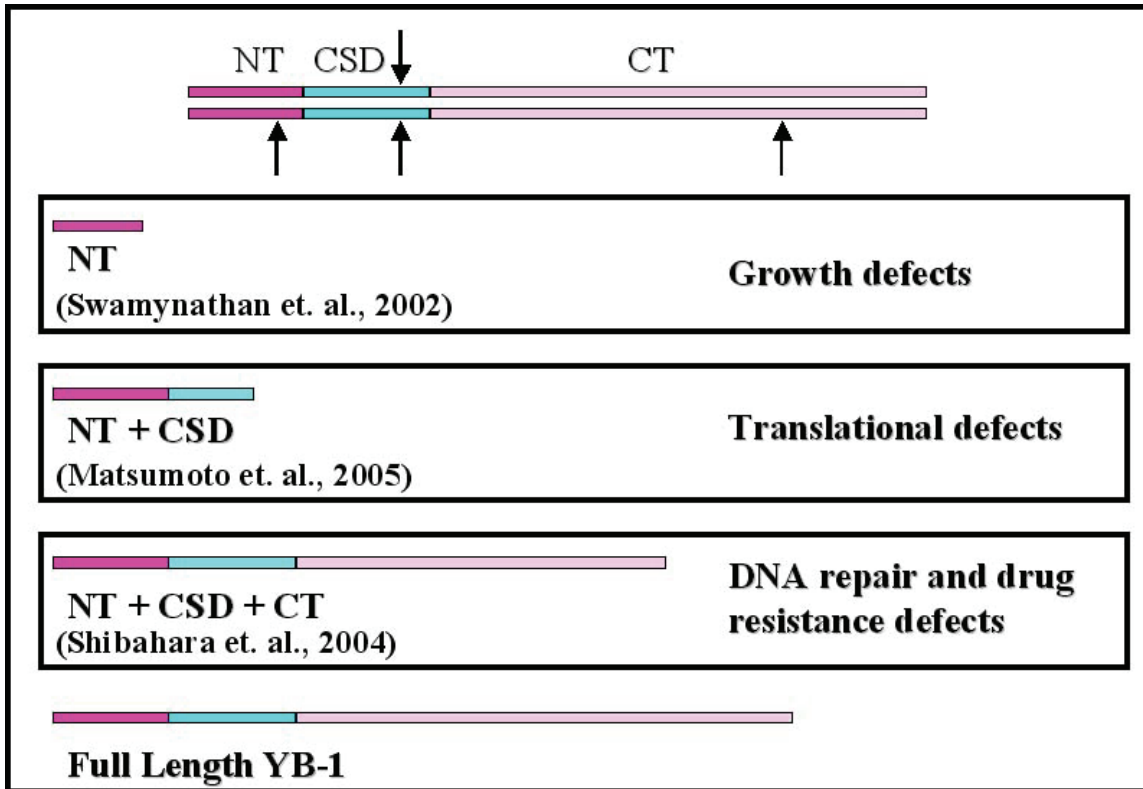 NT CSD CT
NT
(Swamynathan et. al., 2002)
Growth defects
NT + CSD
(Matsumoto et. al., 2005)
Translational defects
NT + CSD + CT
(Shibahara et. al., 2004)
DNA repair and drug
resistance defects
Full Length YB-1